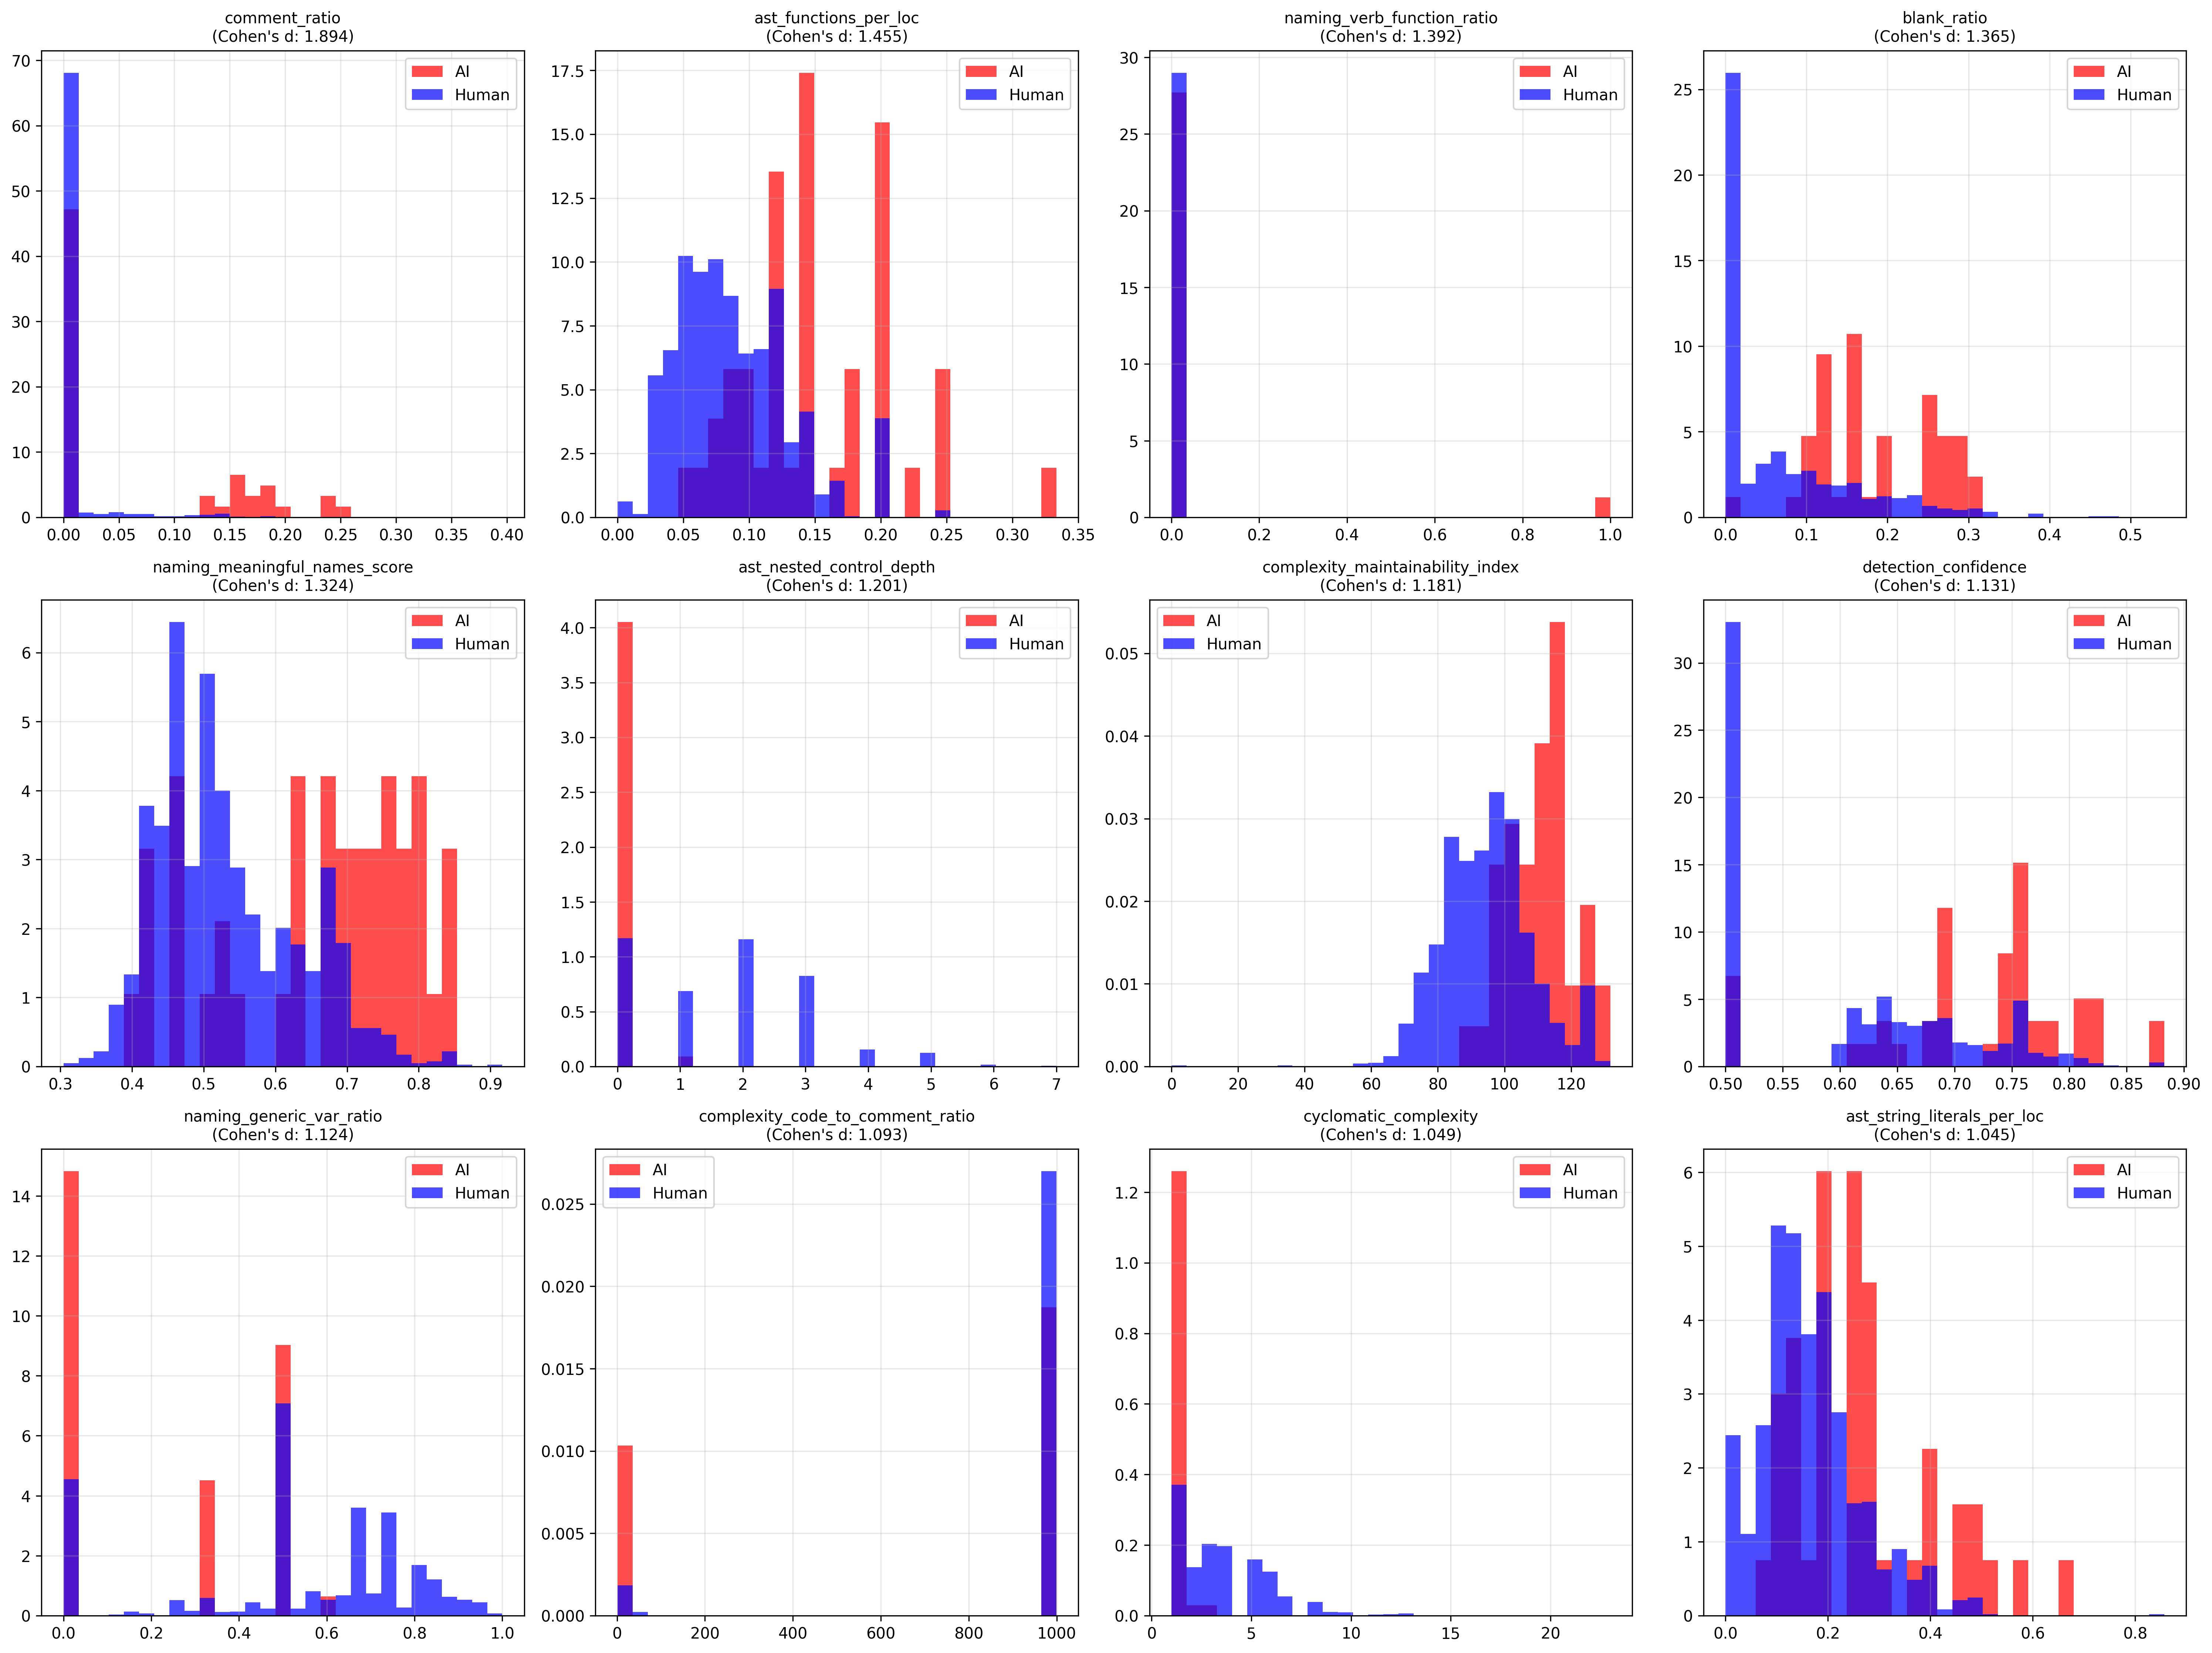 comment_ratio
(Cohen's d: 1.894)
70
60
50
40
30
20
10
0
0.00 0.05 0.10 0.15 0.20 0.25 0.30 0.35 0.40
AI
Human
ast_functions_per_loc
(Cohen's d: 1.455)
17.5
15.0
12.5
10.0
7.5
5.0
2.5
0.0
0.00 0.05 0.10 0.15 0.20 0.25 0.30 0.35
AI
Human
naming_verb_function_ratio
(Cohen's d: 1.392)
30
25
20
15
10
5
0
0.0 0.2 0.4 0.6 0.8 1.0
AI
Human
blank_ratio
(Cohen's d: 1.365)
25
20
15
10
5
0
0.0 0.1 0.2 0.3 0.4 0.5
AI
Human
naming_meaningful_names_score
(Cohen's d: 1.324)
6
5
4
3
2
1
0
0.3 0.4 0.5 0.6 0.7 0.8 0.9
AI
Human
ast_nested_control_depth
(Cohen's d: 1.201)
4.0
3.5
3.0
2.5
2.0
1.5
1.0
0.5
0.0
0 1 2 3 4 5 6 7
AI
Human
complexity_maintainability_index
(Cohen's d: 1.181)
0.05
0.04
0.03
0.02
0.01
0.00
0 20 40 60 80 100 120
AI
Human
detection_confidence
(Cohen's d: 1.131)
30
25
20
15
10
5
0
0.50 0.55 0.60 0.65 0.70 0.75 0.80 0.85 0.90
AI
Human
naming_generic_var_ratio
(Cohen's d: 1.124)
14
12
10
8
6
4
2
0
0.0 0.2 0.4 0.6 0.8 1.0
AI
Human
complexity_code_to_comment_ratio
(Cohen's d: 1.093)
0.025
0.020
0.015
0.010
0.005
0.000
0 200 400 600 800 1000
AI
Human
cyclomatic_complexity
(Cohen's d: 1.049)
1.2
1.0
0.8
0.6
0.4
0.2
0.0
0 5 10 15 20
AI
Human
ast_string_literals_per_loc
(Cohen's d: 1.045)
6
5
4
3
2
1
0
0.0 0.2 0.4 0.6 0.8
AI
Human